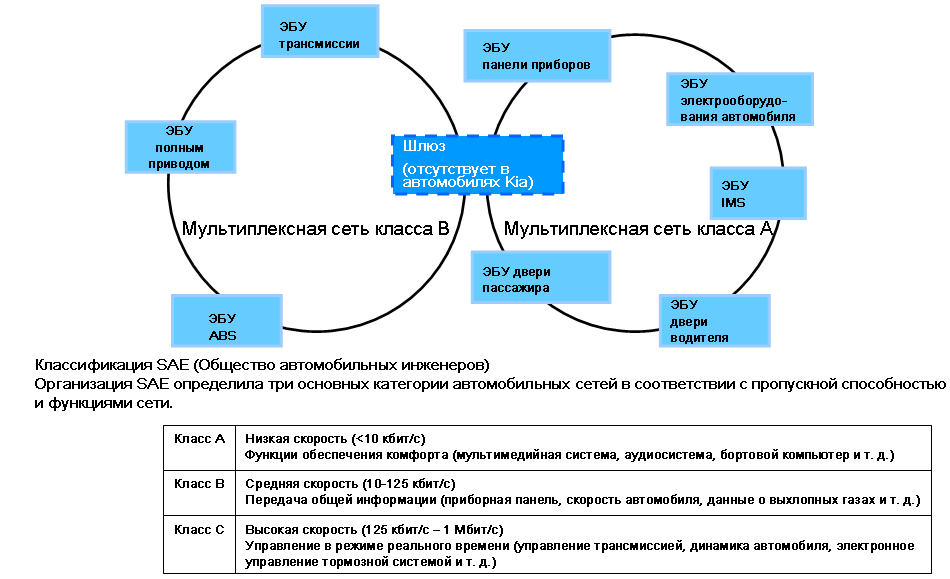 ЭБУ
трансмиссии
ЭБУ
панели приборов
ЭБУ
электрооборудо-
вания автомобиля
ЭБУ
полным
приводом
Шлюз
(отсутствует в
автомобилях Kia)
ЭБУ
IMS
Мультиплексная сеть класса B
Мультиплексная сеть класса A
ЭБУ двери
пассажира
ЭБУ
ABS
ЭБУ
двери
водителя
Классификация SAE (Общество автомобильных инженеров)
Организация SAE определила три основных категории автомобильных сетей в соответствии с пропускной способностью
и функциями сети.
Класс A
Низкая скорость (<10 кбит/с)
Функции обеспечения комфорта (мультимедийная система, аудиосистема, бортовой компьютер и т. д.)
Класс B
Средняя скорость (10-125 кбит/с)
Передача общей информации (приборная панель, скорость автомобиля, данные о выхлопных газах и т. д.)
Класс C
Высокая скорость (125 кбит/с – 1 Мбит/с)
Управление в режиме реального времени (управление трансмиссией, динамика автомобиля, электронное
управление тормозной системой и т. д.)